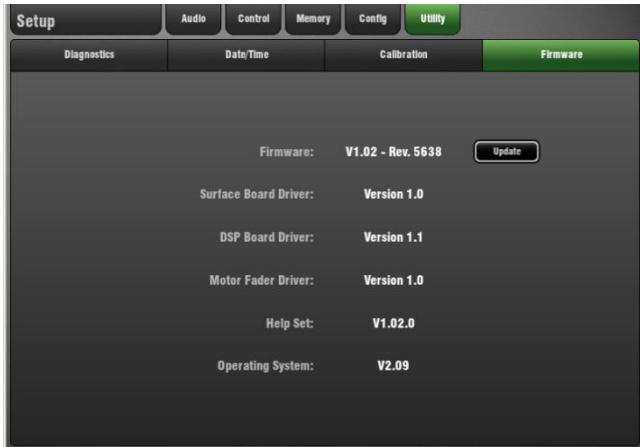 Setup Audio Control Memory Config Utility
Diagnostics Date/Time Calibration Firmware
Firmware: V1.02 - Rev. 5638 Update
Surface Board Driver: Version 1.0
DSP Board Driver: Version 1.1
Motor Fader Driver: Version 1.0
Help Set: V1.02.0
Operating System: V2.09